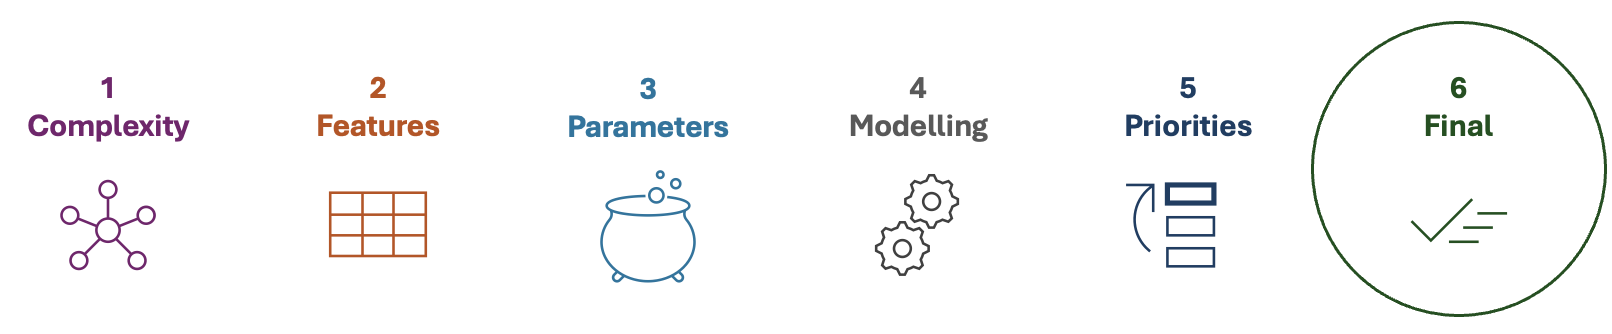 1
Complexity
2
Features
3
Parameters
4
Modelling
5
Priorities
6
Final